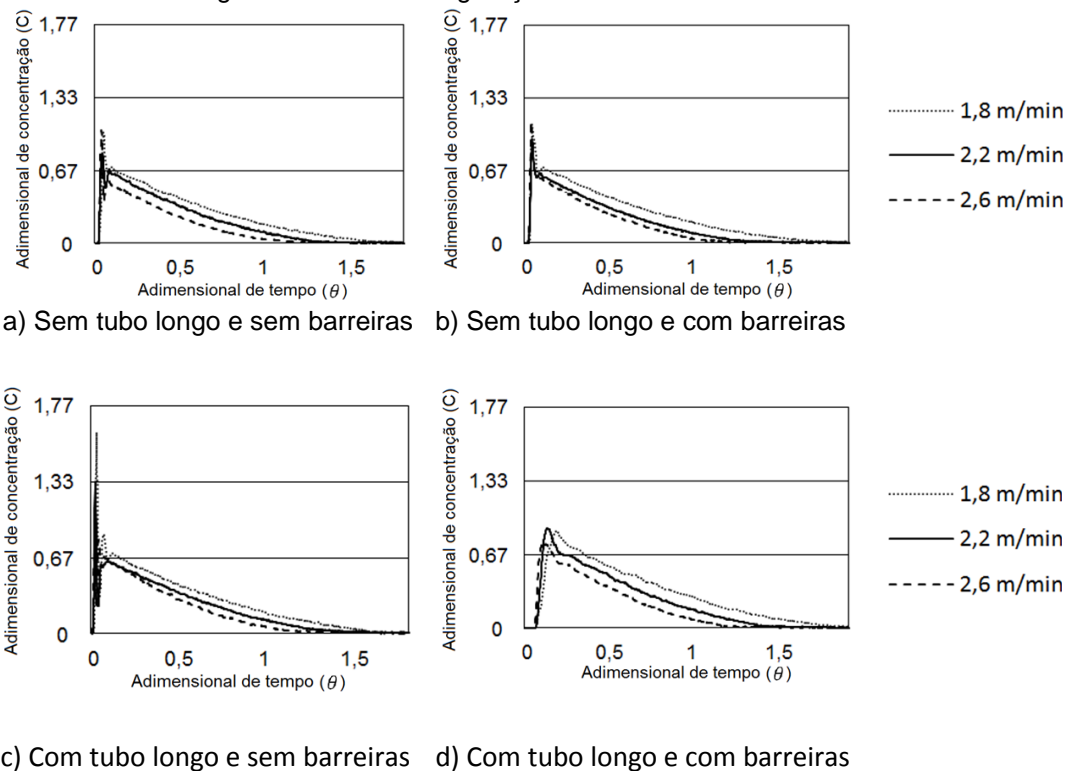 Adimensional de concentração (C)
1,77
1,33
0,67
0
0
0,5
1
1,5
Adimensional de tempo (θ)
a) Sem tubo longo e sem barreiras
Adimensional de concentração (C)
1,77
1,33
0,67
0
0
0,5
1
1,5
Adimensional de tempo (θ)
b) Sem tubo longo e com barreiras
1,8 m/min
2,2 m/min
2,6 m/min
Adimensional de concentração (C)
1,77
1,33
0,67
0
0
0,5
1
1,5
Adimensional de tempo (θ)
c) Com tubo longo e sem barreiras
Adimensional de concentração (C)
1,77
1,33
0,67
0
0
0,5
1
1,5
Adimensional de tempo (θ)
d) Com tubo longo e com barreiras
1,8 m/min
2,2 m/min
2,6 m/min